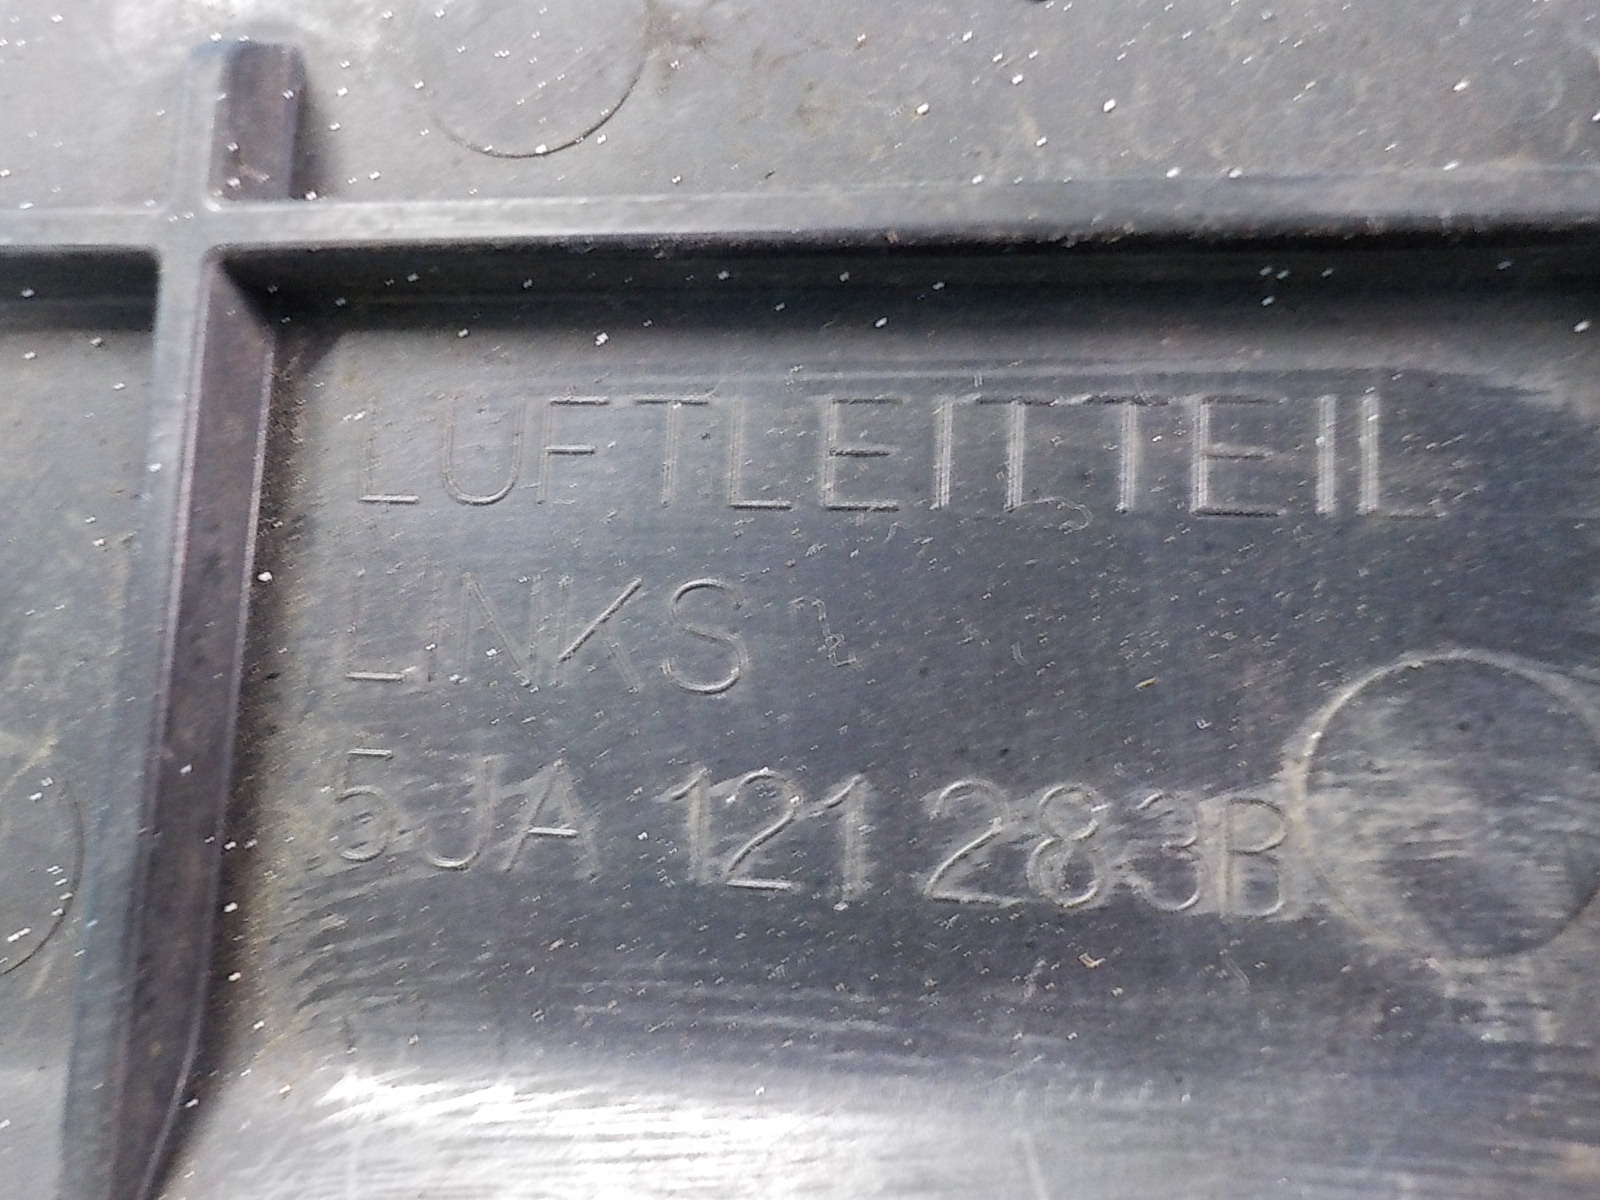 LUFTLEITTEIL
LINKS
5JA 121 283B